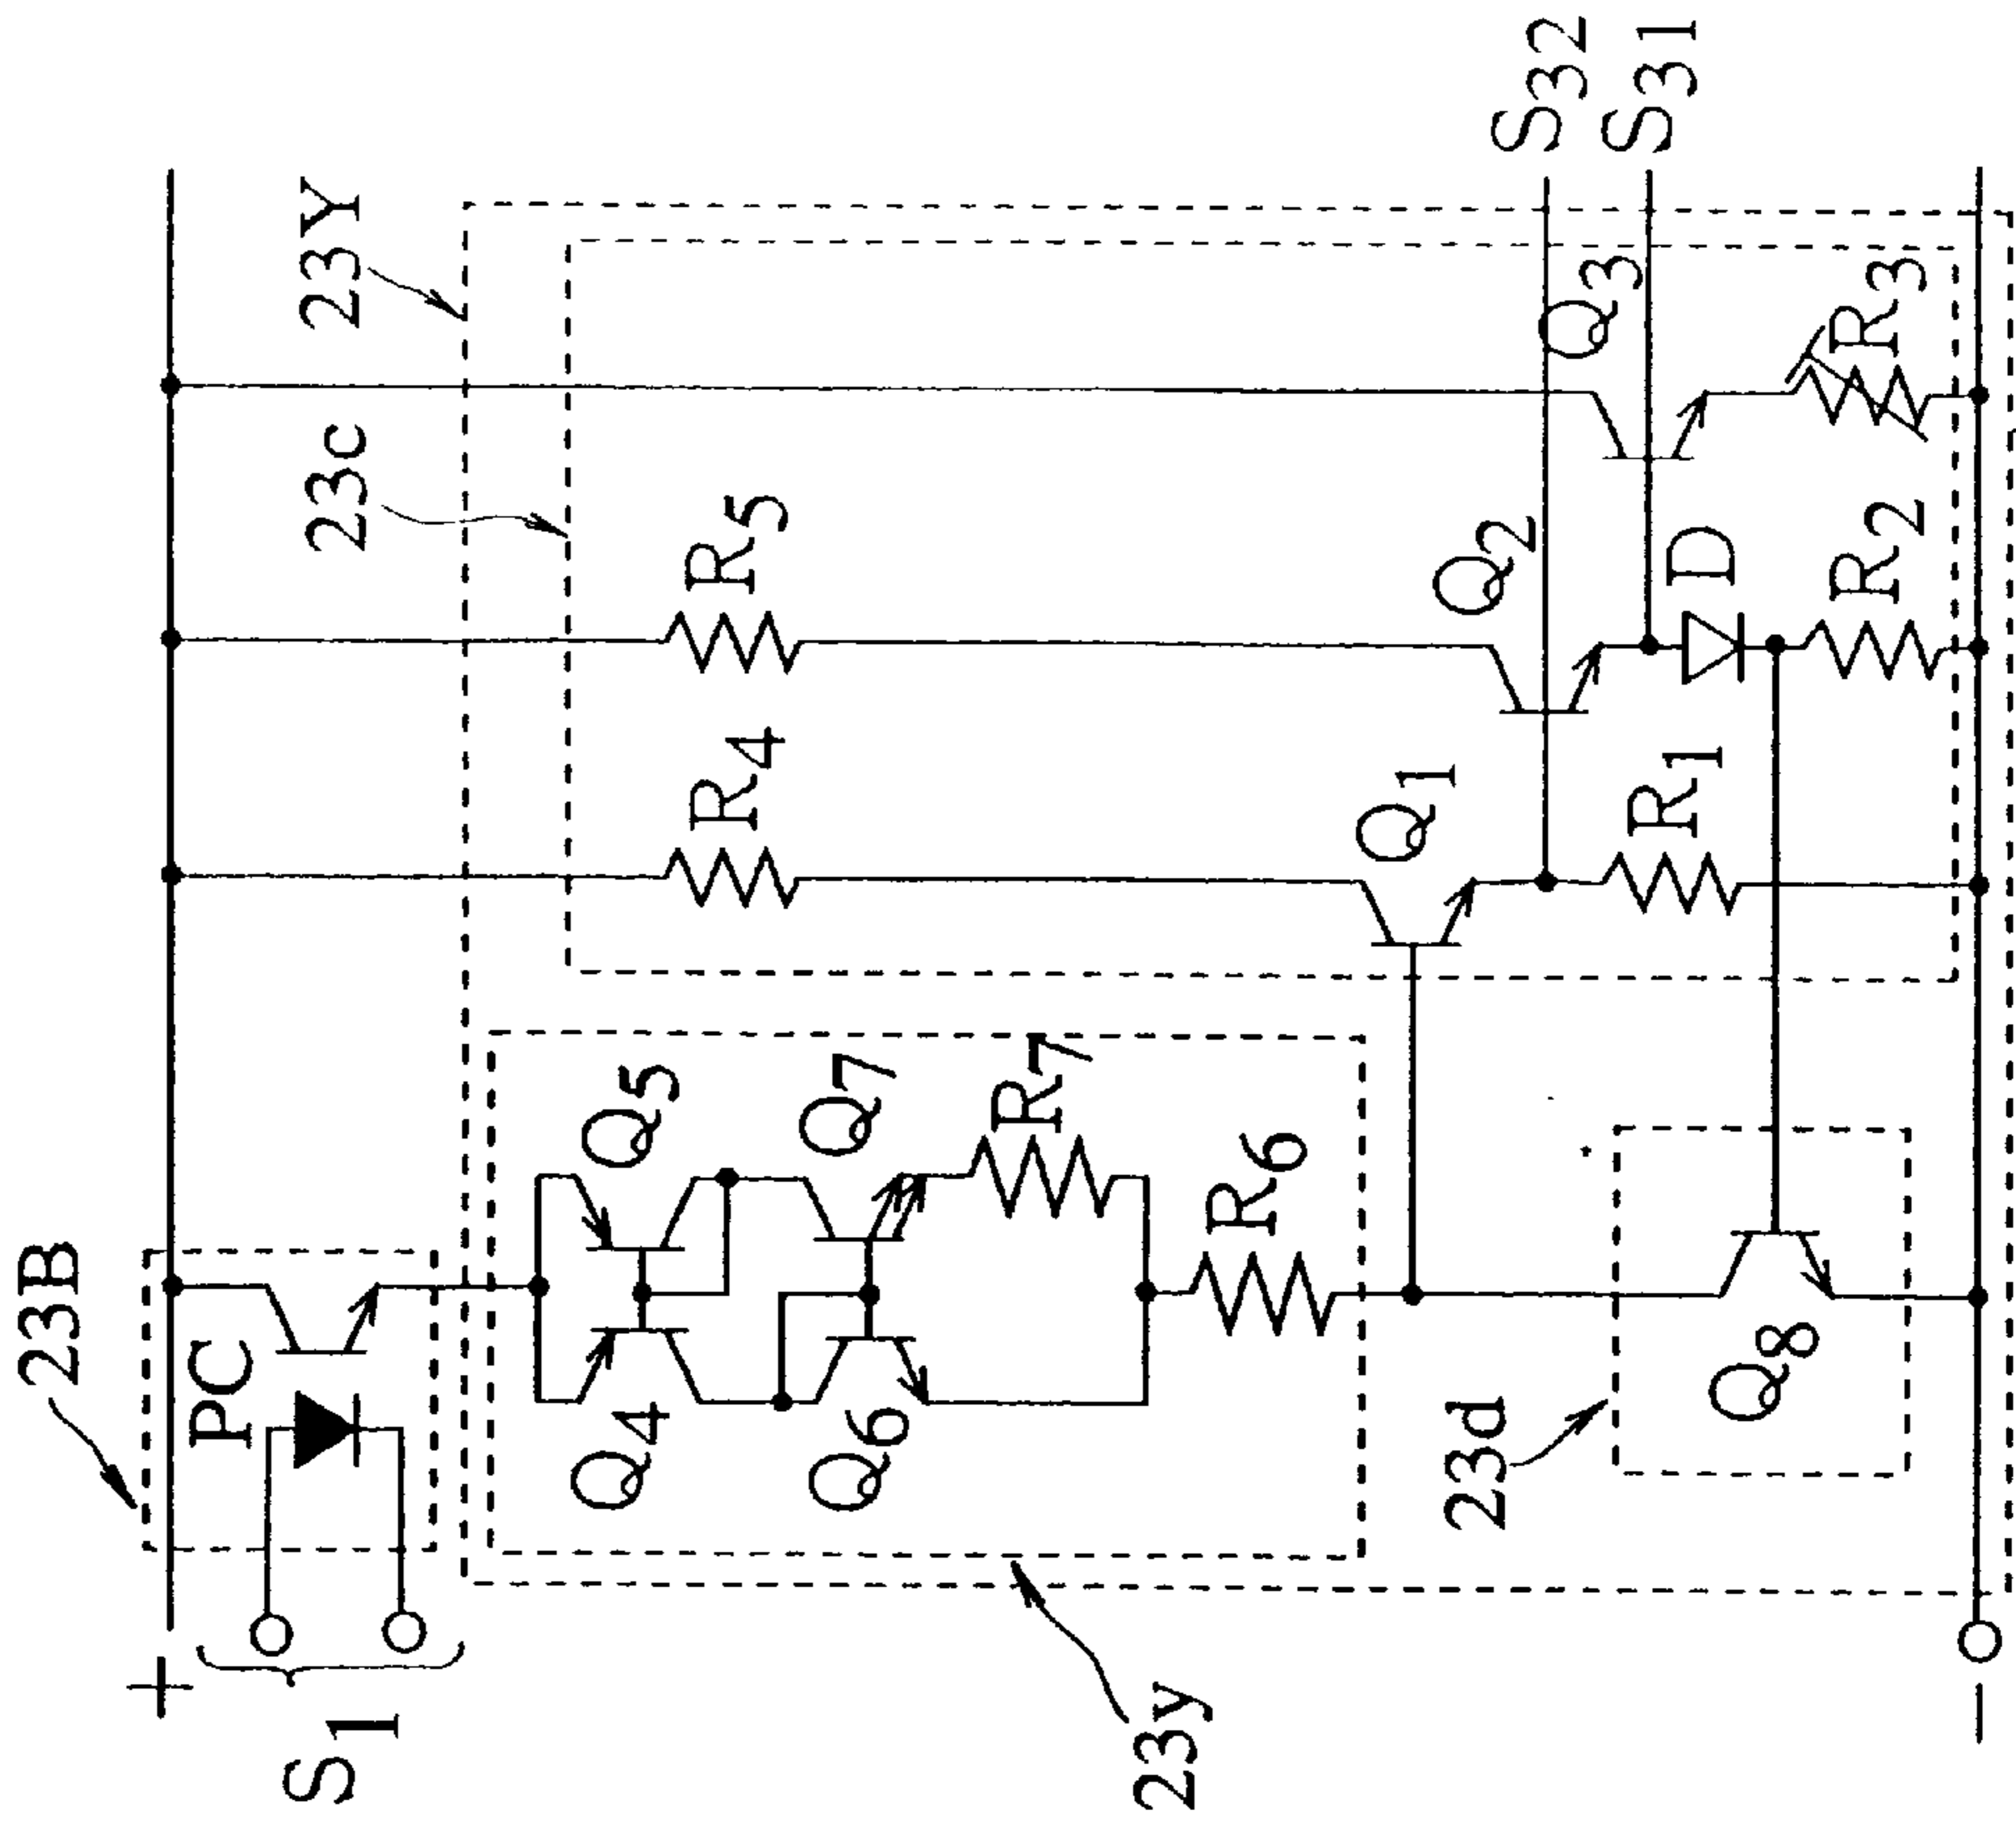 23B
PC
+
S1
23Y
23c
R5
R4
Q5
Q4
Q7
Q6
R7
R6
23y
Q1
Q2
Q3
S32
S31
D
R1
R2
R3
23d
Q8
−